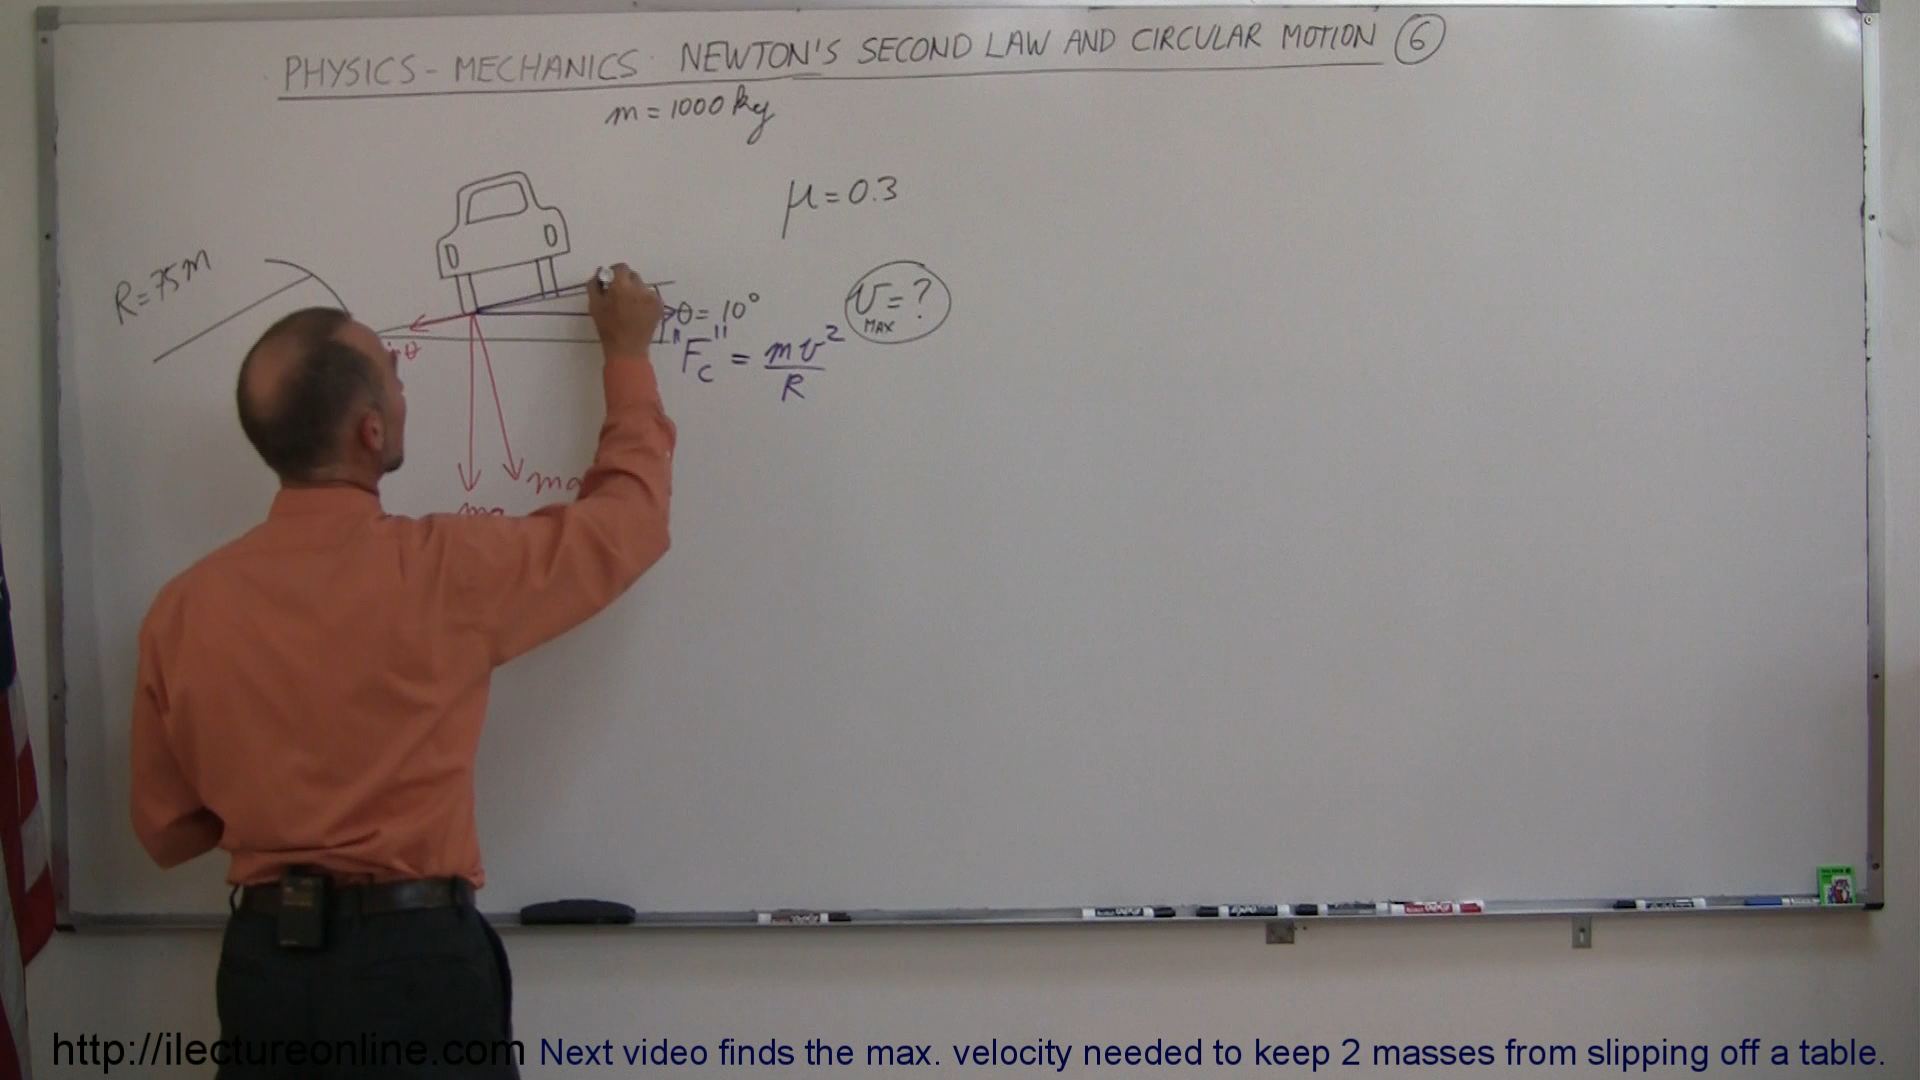 PHYSICS - MECHANICS NEWTON'S SECOND LAW AND CIRCULAR MOTION 6
m = 1000 kg
μ = 0.3
R = 75 m
θ = 10°
v MAX = ?
"Fc" = mv²/R
mg
http://ilectureonline.com Next video finds the max. velocity needed to keep 2 masses from slipping off a table.